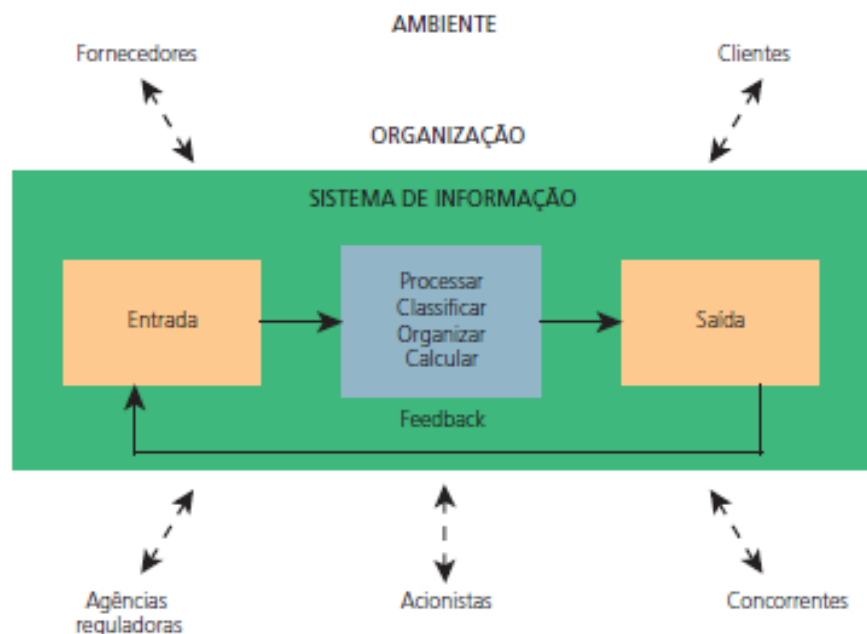 AMBIENTE
Fornecedores
Clientes
ORGANIZAÇÃO
SISTEMA DE INFORMAÇÃO
Entrada
Processar
Classificar
Organizar
Calcular
Saída
Feedback
Agências
reguladoras
Acionistas
Concorrentes